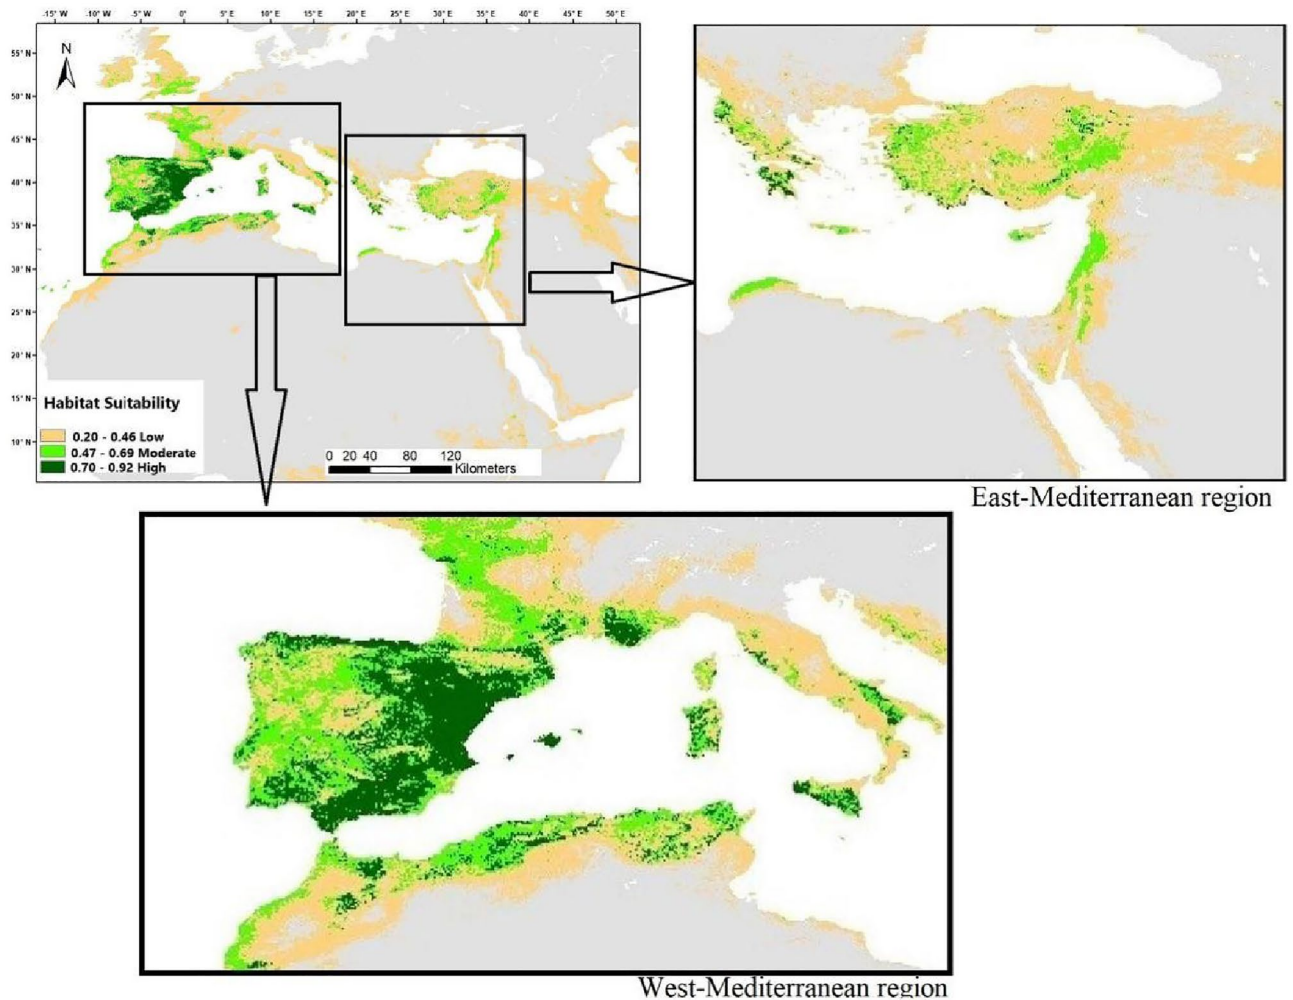 -15°W -10°W -5°W 0° 5°E 10°E 15°E 20°E 25°E 30°E 35°E 40°E 45°E 50°E
55°N
N
50°N
45°N
40°N
35°N
30°N
25°N
20°N
15°N
10°N
Habitat Suitability
0.20 - 0.46 Low
0.47 - 0.69 Moderate
0.70 - 0.92 High
0 20 40 80 120
Kilometers
East-Mediterranean region
West-Mediterranean region